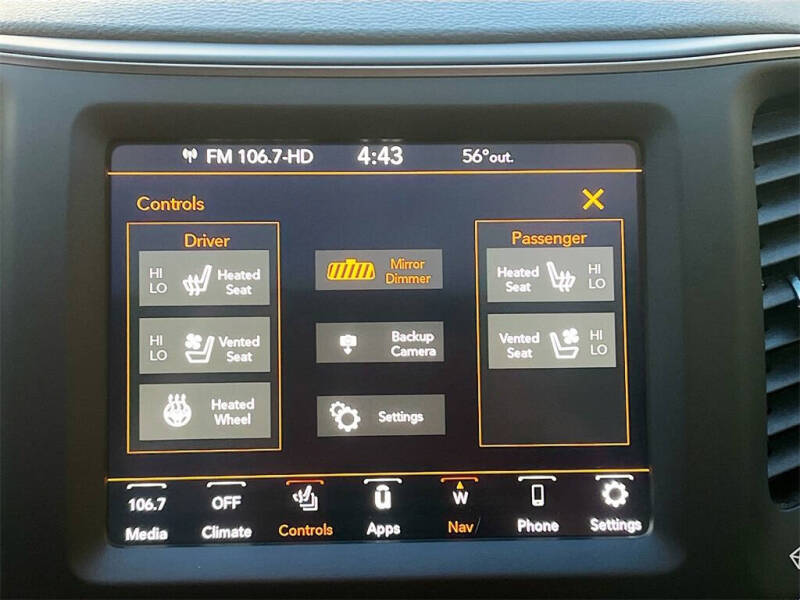 FM 106.7-HD 4:43 56°out.
Controls
Driver
HI
LO
Heated
Seat
HI
LO
Vented
Seat
Heated
Wheel
Mirror
Dimmer
Backup
Camera
Settings
Passenger
Heated
Seat
HI
LO
Vented
Seat
HI
LO
106.7 OFF W
Media Climate Controls Apps Nav Phone Settings